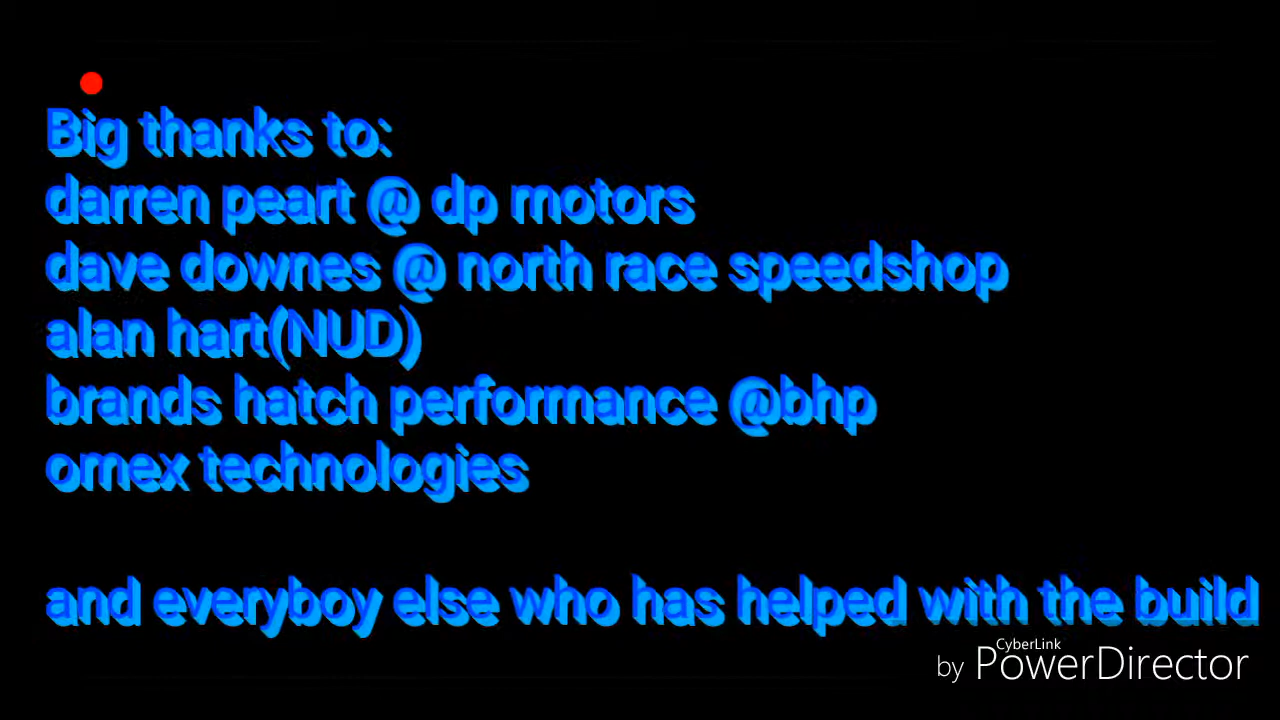 Big thanks to:
darren peart @ dp motors
dave downes @ north race speedshop
alan hart(NUD)
brands hatch performance @bhp
omex technologies
and everyboy else who has helped with the build
by CyberLink PowerDirector